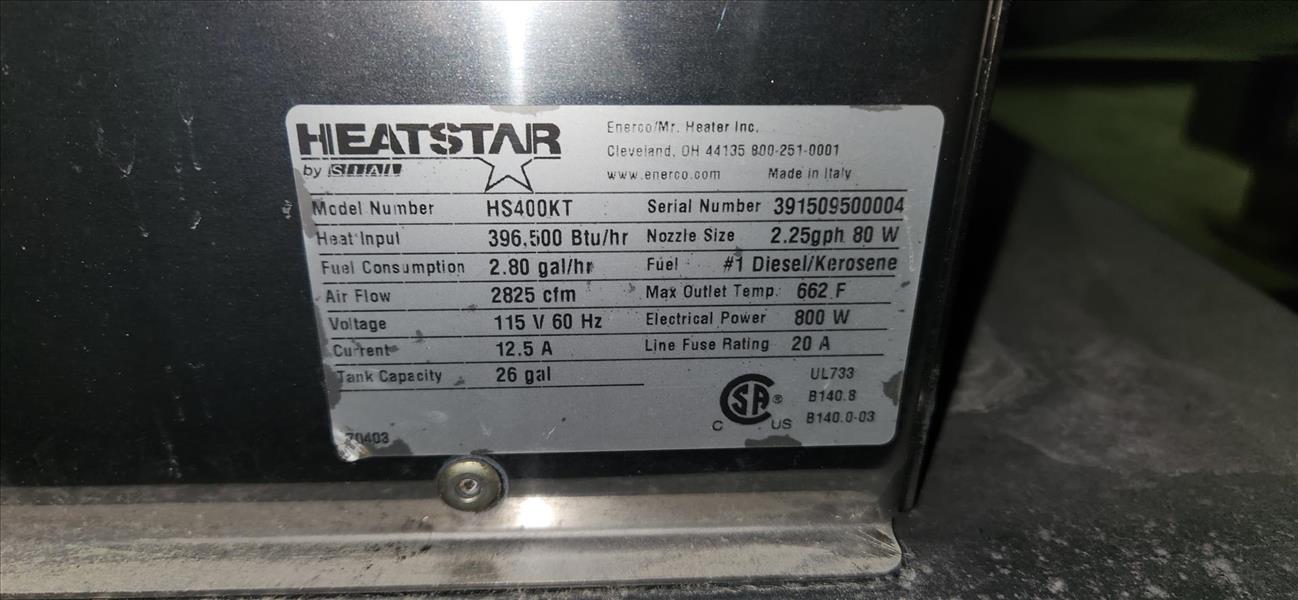 HEATSTAR
by SIAL
Enerco/Mr. Heater Inc.
Cleveland, OH 44135 800-251-0001
www.enerco.com Made in Italy
Model Number HS400KT Serial Number 391509500004
Heat Input 396,500 Btu/hr Nozzle Size 2.25gph 80 W
Fuel Consumption 2.80 gal/hr Fuel #1 Diesel/Kerosene
Air Flow 2825 cfm Max Outlet Temp. 662 F
Voltage 115 V/ 60 Hz Electrical Power 800 W
Current 12.5 A Line Fuse Rating 20 A
Tank Capacity 26 gal
UL733
CSA ® B140.8
C US B140.0-03
70403